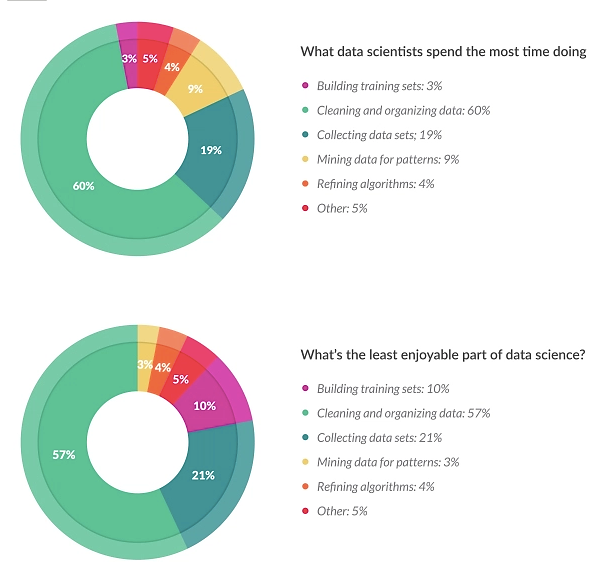 What data scientists spend the most time doing
Building training sets: 3%
Cleaning and organizing data: 60%
Collecting data sets; 19%
Mining data for patterns: 9%
Refining algorithms: 4%
Other: 5%
3%
5%
4%
9%
19%
60%
What's the least enjoyable part of data science?
Building training sets: 10%
Cleaning and organizing data: 57%
Collecting data sets: 21%
Mining data for patterns: 3%
Refining algorithms: 4%
Other: 5%
3%
4%
5%
10%
21%
57%